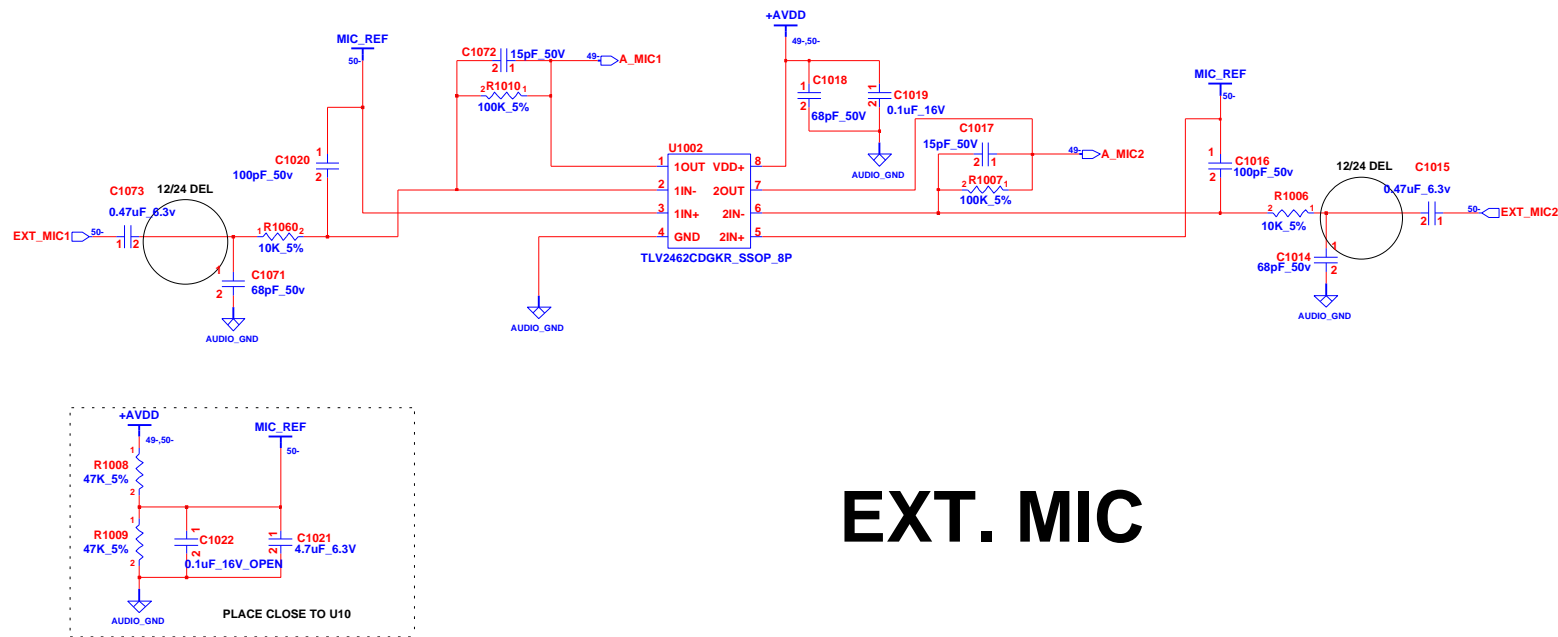 +AVDD
49-,50-
MIC_REF
50-
C1072
15pF_50V
2
1
49-
A_MIC1
2
R1010
1
100K_5%
1
C1018
2
68pF_50V
1
C1019
2
0.1uF_16V
AUDIO_GND
MIC_REF
50-
C1017
15pF_50V
2
1
49-
A_MIC2
2
R1007
1
100K_5%
U1002
1
1OUT
VDD+
8
2
1IN-
2OUT
7
3
1IN+
2IN-
6
4
GND
2IN+
5
TLV2462CDGKR_SSOP_8P
1
C1020
100pF_50v
2
1
C1016
100pF_50v
2
12/24 DEL
C1073
0.47uF_6.3v
EXT_MIC1
50-
1
2
1
R1060
2
10K_5%
1
C1071
2
68pF_50v
AUDIO_GND
AUDIO_GND
12/24 DEL
C1015
0.47uF_6.3v
R1006
2
1
10K_5%
2
1
50-
EXT_MIC2
1
C1014
68pF_50v
2
AUDIO_GND
+AVDD
49-,50-
MIC_REF
50-
1
R1008
47K_5%
2
1
R1009
47K_5%
2
1
C1022
2
0.1uF_16V_OPEN
1
C1021
2
4.7uF_6.3V
AUDIO_GND
PLACE CLOSE TO U10
EXT. MIC